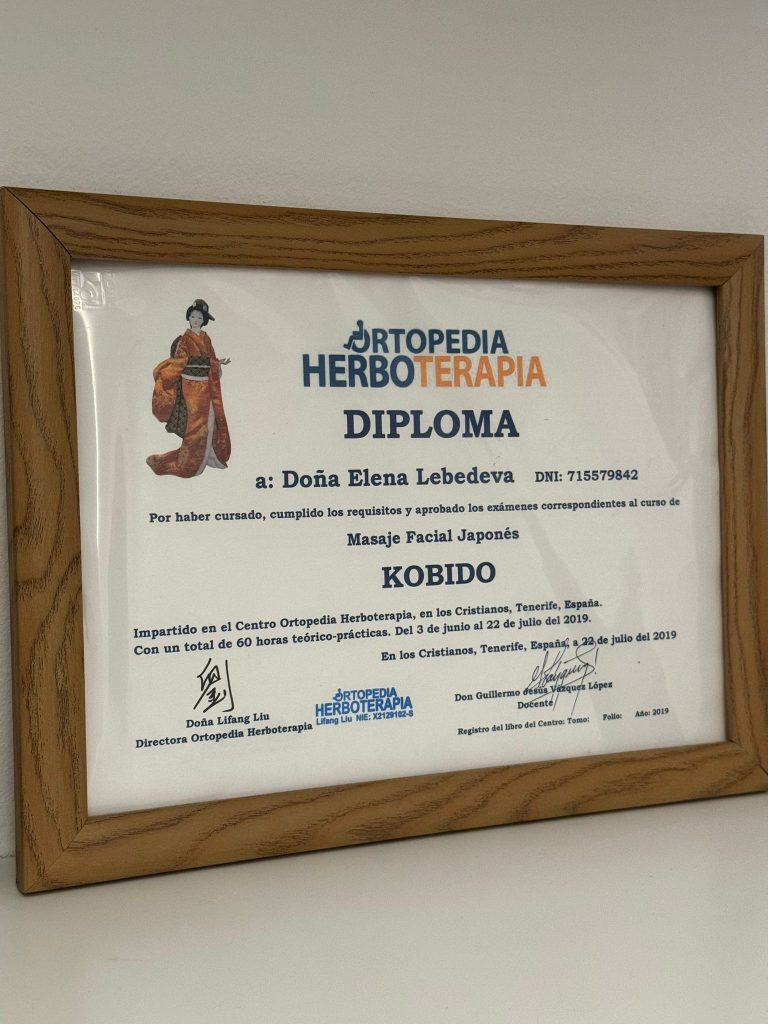 ORTOPEDIA
HERBOTERAPIA
DIPLOMA
a: Doña Elena Lebedeva DNI: 715579842
Por haber cursado, cumplido los requisitos y aprobado los exámenes correspondientes al curso de
Masaje Facial Japonés
KOBIDO
Impartido en el Centro Ortopedia Herboterapia, en los Cristianos, Tenerife, España.
Con un total de 60 horas teórico-prácticas. Del 3 de junio al 22 de julio del 2019.
En los Cristianos, Tenerife, España, a 22 de julio del 2019
劉
Doña Lifang Liu
Directora Ortopedia Herboterapia
ORTOPEDIA
HERBOTERAPIA
Lifang Liu NIE: X2129102-S
Don Guillermo Jesús Vázquez López
Docente
Registro del libro del Centro: Tomo: Folio: Año: 2019